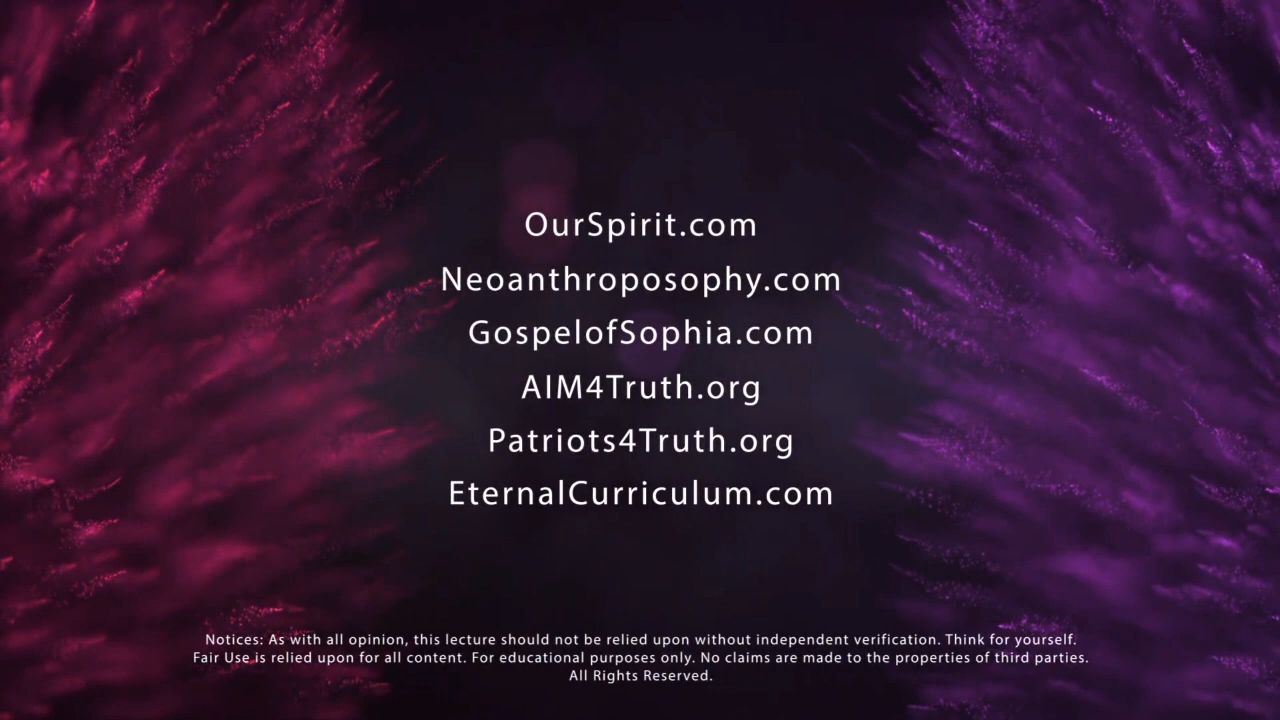 OurSpirit.com
Neoanthroposophy.com
GospelofSophia.com
AIM4Truth.org
Patriots4Truth.org
EternalCurriculum.com
Notices: As with all opinion, this lecture should not be relied upon without independent verification. Think for yourself.
Fair Use is relied upon for all content. For educational purposes only. No claims are made to the properties of third parties.
All Rights Reserved.